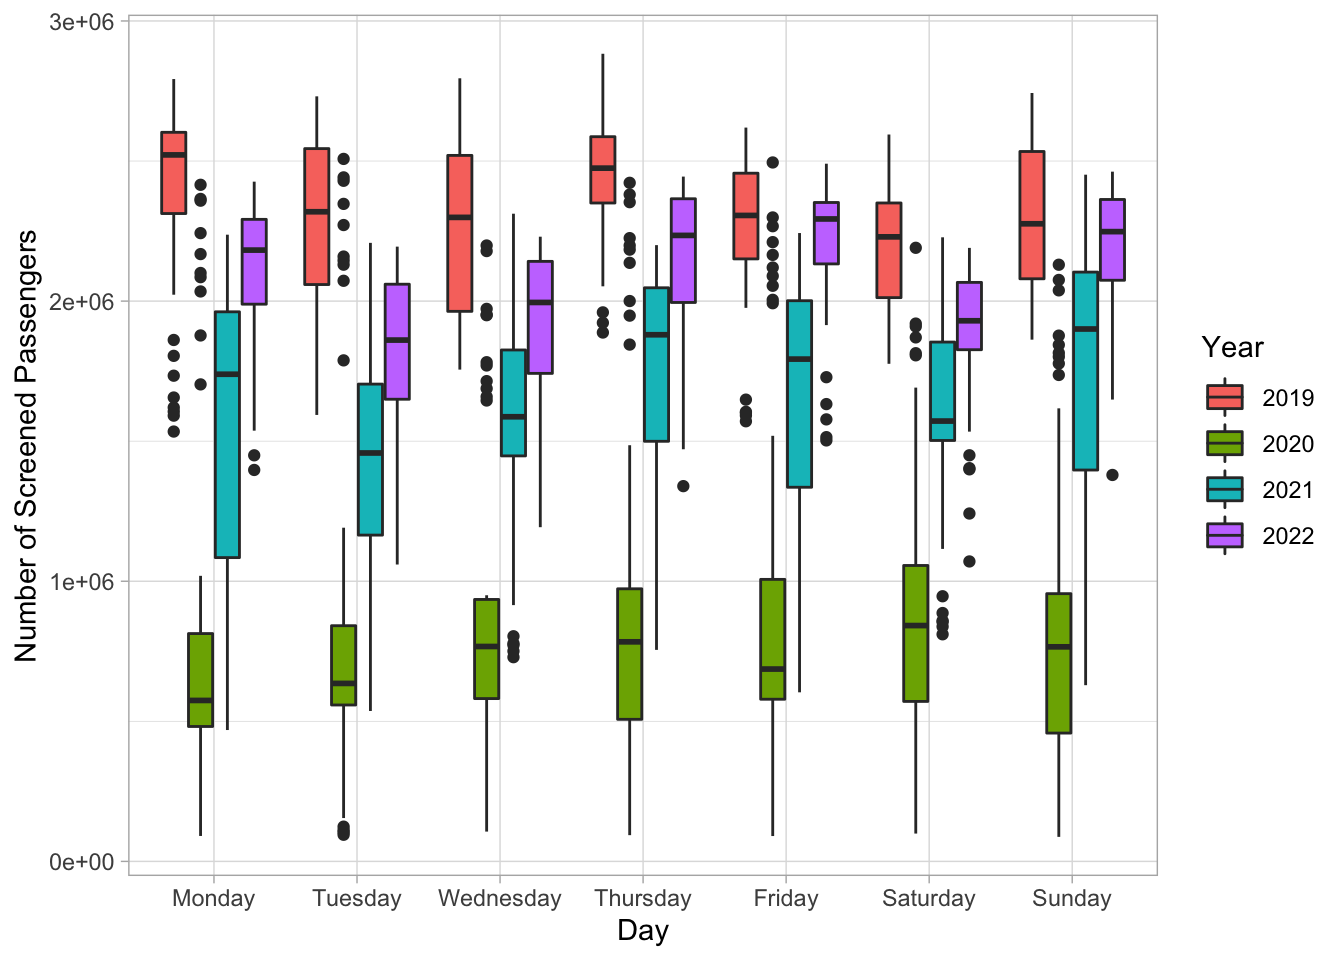 Number of Screened Passengers
3e+06
2e+06
1e+06
0e+00
Monday
Tuesday
Wednesday
Thursday
Friday
Saturday
Sunday
Day
Year
2019
2020
2021
2022